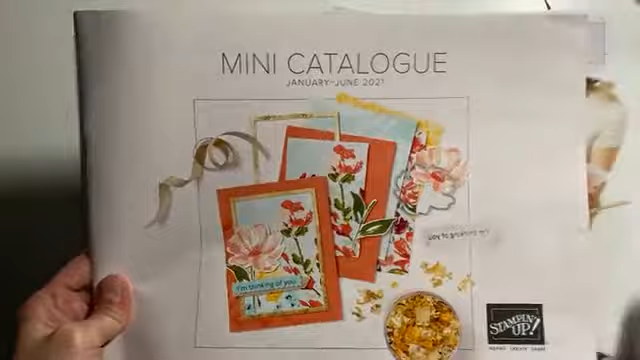 MINI CATALOGUE
JANUARY–JUNE 2021
I'm thinking of you
STAMPIN' UP!